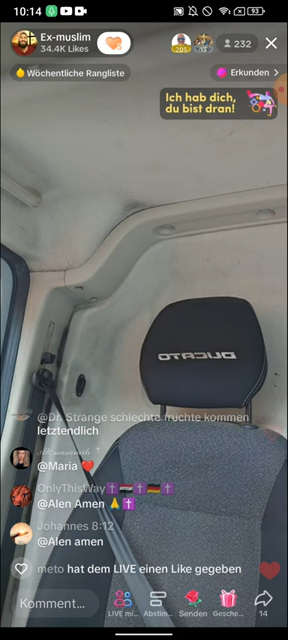 10:14
93
Ex-muslim
34.4K Likes
232
Wöchentliche Rangliste
Erkunden >
Ich hab dich,
du bist dran!
DUCATO
@Dr. Strange schlechte früchte kommen
letztendlich
@Maria ❤️
OnlyThisWay
@Alen Amen 🙏✝️
Johannes 8:12
@Alen amen
meto hat dem LIVE einen Like gegeben
Komment...
LIVE mi...
Abstim...
Senden
Gesche...
14